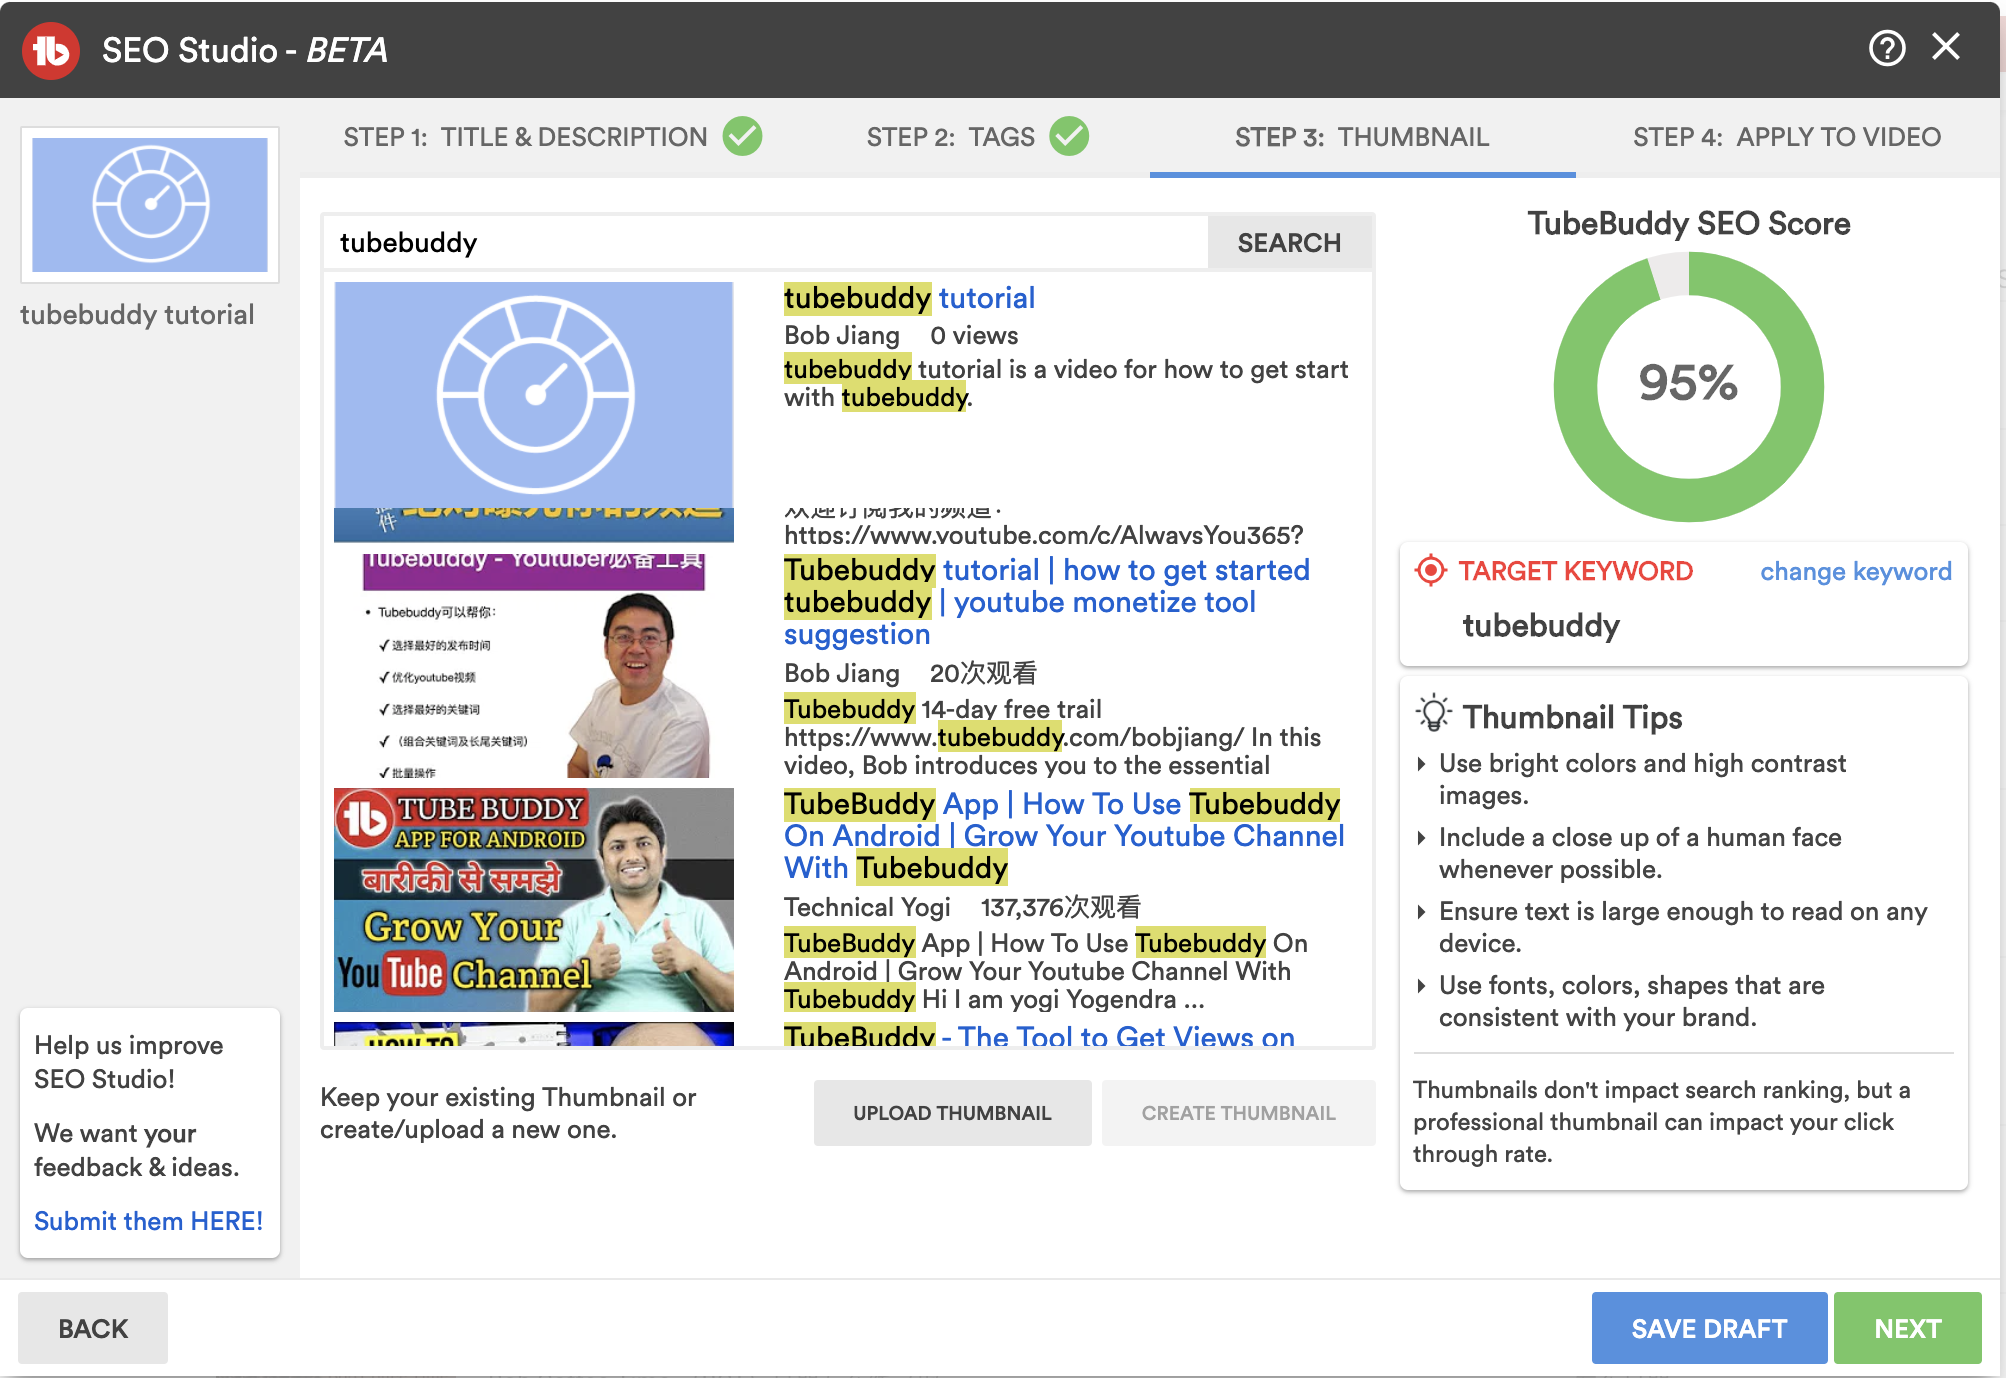 SEO Studio - BETA
STEP 1: TITLE & DESCRIPTION
STEP 2: TAGS
STEP 3: THUMBNAIL
STEP 4: APPLY TO VIDEO
tubebuddy tutorial
tubebuddy
SEARCH
tubebuddy tutorial
Bob Jiang 0 views
tubebuddy tutorial is a video for how to get start
with tubebuddy.
件
欢迎订阅我的频道:
https://www.youtube.com/c/AlwaysYou365?
Tubebuddy - Youtuber必备工具
• Tubebuddy可以帮你:
✓选择最好的发布时间
✓优化youtube视频
✓选择最好的关键词
✓（组合关键词及长尾关键词）
✓批量操作
Tubebuddy tutorial | how to get started
tubebuddy | youtube monetize tool
suggestion
Bob Jiang 20次观看
Tubebuddy 14-day free trail
https://www.tubebuddy.com/bobjiang/ In this
video, Bob introduces you to the essential
TUBE BUDDY
APP FOR ANDROID
बारीकी से समझे
Grow Your
YouTube Channel
TubeBuddy App | How To Use Tubebuddy
On Android | Grow Your Youtube Channel
With Tubebuddy
Technical Yogi 137,376次观看
TubeBuddy App | How To Use Tubebuddy On
Android | Grow Your Youtube Channel With
Tubebuddy Hi I am yogi Yogendra ...
HOW TO
TubeBuddy - The Tool to Get Views on
Keep your existing Thumbnail or
create/upload a new one.
UPLOAD THUMBNAIL
CREATE THUMBNAIL
TubeBuddy SEO Score
95%
TARGET KEYWORD
change keyword
tubebuddy
Thumbnail Tips
Use bright colors and high contrast
images.
Include a close up of a human face
whenever possible.
Ensure text is large enough to read on any
device.
Use fonts, colors, shapes that are
consistent with your brand.
Thumbnails don't impact search ranking, but a
professional thumbnail can impact your click
through rate.
Help us improve
SEO Studio!
We want your
feedback & ideas.
Submit them HERE!
BACK
SAVE DRAFT
NEXT